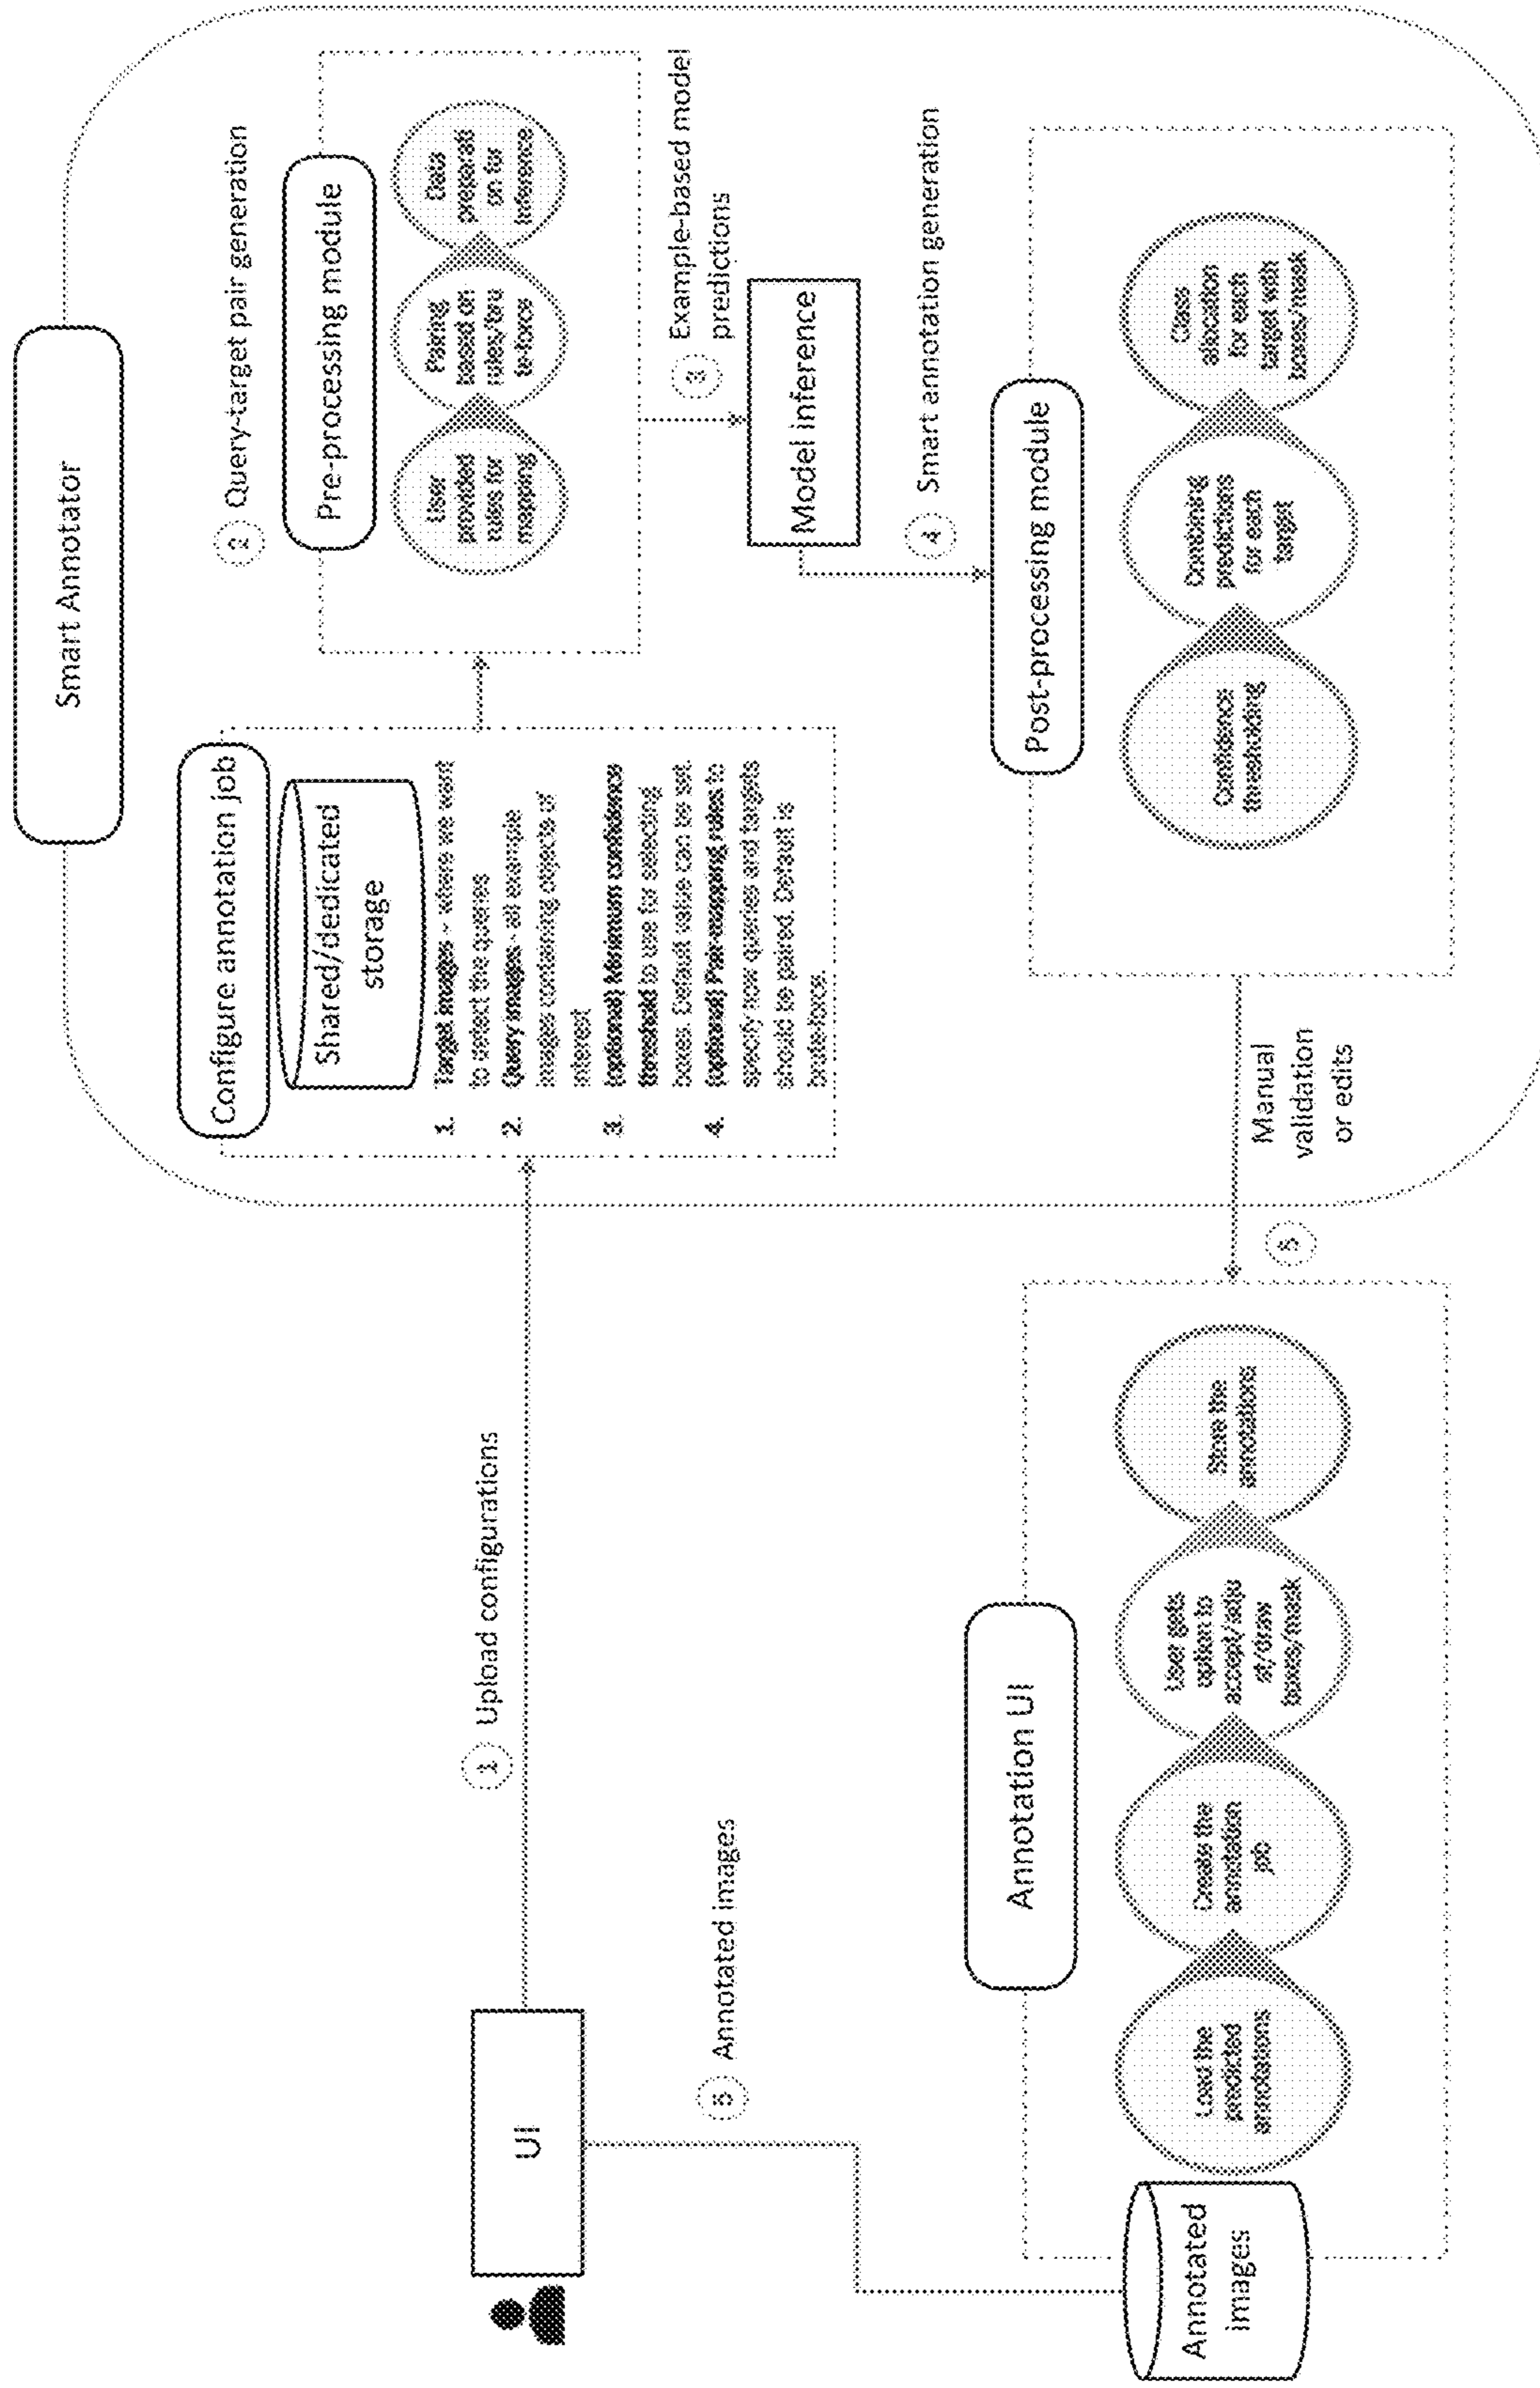 Smart Annotator
Configure annotation job
Shared/dedicated
storage
1. Target images - where we want
to detect the queries
2. Query images - all example
images containing objects of
interest
3. (optional) Minimum confidence
threshold to use for selecting
boxes. Default value can be set.
4. (optional) Pair-mapping rules to
specify how queries and targets
should be paired. Default is
brute-force.
2 Query-target pair generation
Pre-processing module
User
provided
rules for
mapping
Pairing
based on
rules/bru
te-force
Data
preparati
on for
inference
3 Example-based model
predictions
Model inference
4 Smart annotation generation
Post-processing module
Confidence
thresholding
Combining
predictions
for each
target
Class
allocation
for each
target with
boxes/mask
1 Upload configurations
UI
5 Annotated images
Manual
validation
or edits
5
Annotation UI
Load the
predicted
annotations
Create the
annotation
job
User gets
option to
accept/adju
st/draw
boxes/mask
Store the
annotations
Annotated
images